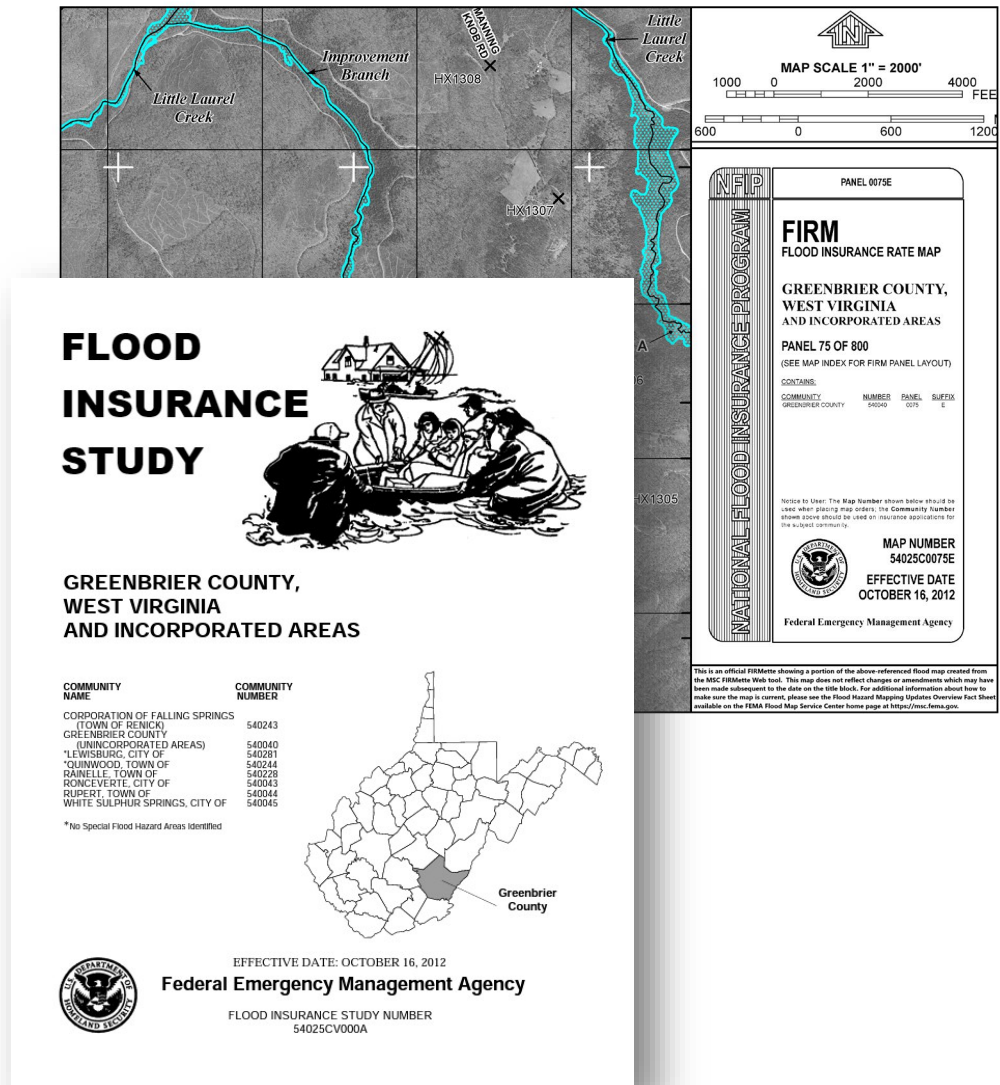 Little Laurel
Creek
Improvement
Branch
MANNING
KNOB RD
HX1308
HX1307
Little
Laurel
Creek
A
HX1305
MAP SCALE 1" = 2000'
1000 0 2000 4000
FEE
600 0 600 1200
NFIP
NATIONAL FLOOD INSURANCE PROGRAM
PANEL 0075E
FIRM
FLOOD INSURANCE RATE MAP
GREENBRIER COUNTY,
WEST VIRGINIA
AND INCORPORATED AREAS
PANEL 75 OF 800
(SEE MAP INDEX FOR FIRM PANEL LAYOUT)
CONTAINS:
COMMUNITY NUMBER PANEL SUFFIX
GREENBRIER COUNTY 540040 0075 E
Notice to User: The Map Number shown below should be
used when placing map orders; the Community Number
shown above should be used on insurance applications for
the subject community.
U.S. DEPARTMENT OF HOMELAND SECURITY
MAP NUMBER
54025C0075E
EFFECTIVE DATE
OCTOBER 16, 2012
Federal Emergency Management Agency
This is an official FIRMette showing a portion of the above-referenced flood map created from
the MSC FIRMette Web tool. This map does not reflect changes or amendments which may have
been made subsequent to the date on the title block. For additional information about how to
make sure the map is current, please see the Flood Hazard Mapping Updates Overview Fact Sheet
available on the FEMA Flood Map Service Center home page at https://msc.fema.gov.
FLOOD
INSURANCE
STUDY
GREENBRIER COUNTY,
WEST VIRGINIA
AND INCORPORATED AREAS
COMMUNITY NAME COMMUNITY NUMBER
CORPORATION OF FALLING SPRINGS
(TOWN OF RENICK) 540243
GREENBRIER COUNTY
(UNINCORPORATED AREAS) 540040
*LEWISBURG, CITY OF 540281
*QUINWOOD, TOWN OF 540244
RAINELLE, TOWN OF 540228
RONCEVERTE, CITY OF 540043
RUPERT, TOWN OF 540044
WHITE SULPHUR SPRINGS, CITY OF 540045
*No Special Flood Hazard Areas Identified
Greenbrier
County
EFFECTIVE DATE: OCTOBER 16, 2012
Federal Emergency Management Agency
U.S. DEPARTMENT OF HOMELAND SECURITY
FLOOD INSURANCE STUDY NUMBER
54025CV000A